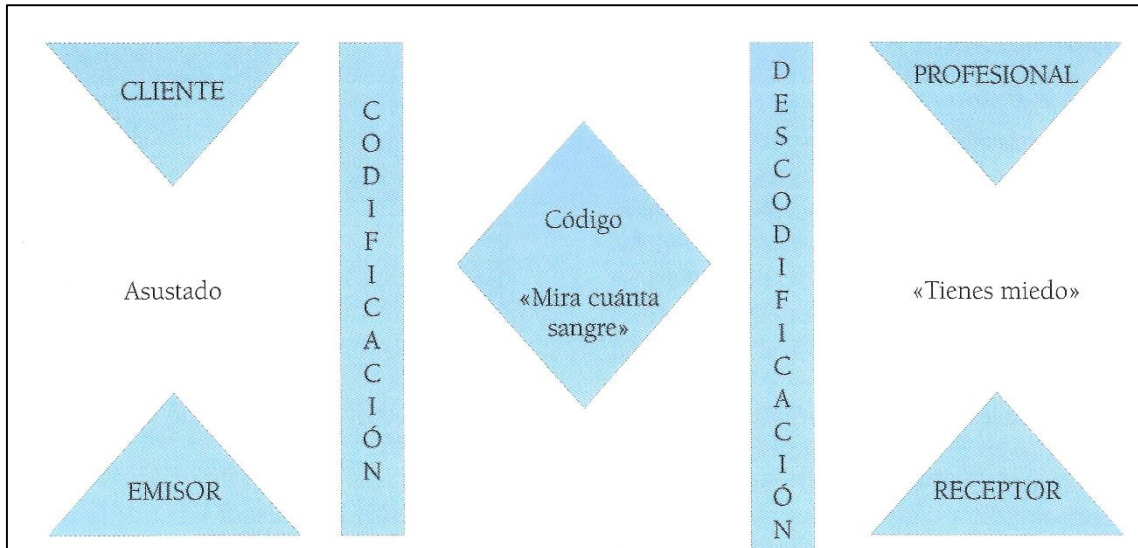 CLIENTE
Asustado
EMISOR
CODIFICACIÓN
Código
«Mira cuánta
sangre»
DESCODIFICACIÓN
PROFESIONAL
«Tienes miedo»
RECEPTOR